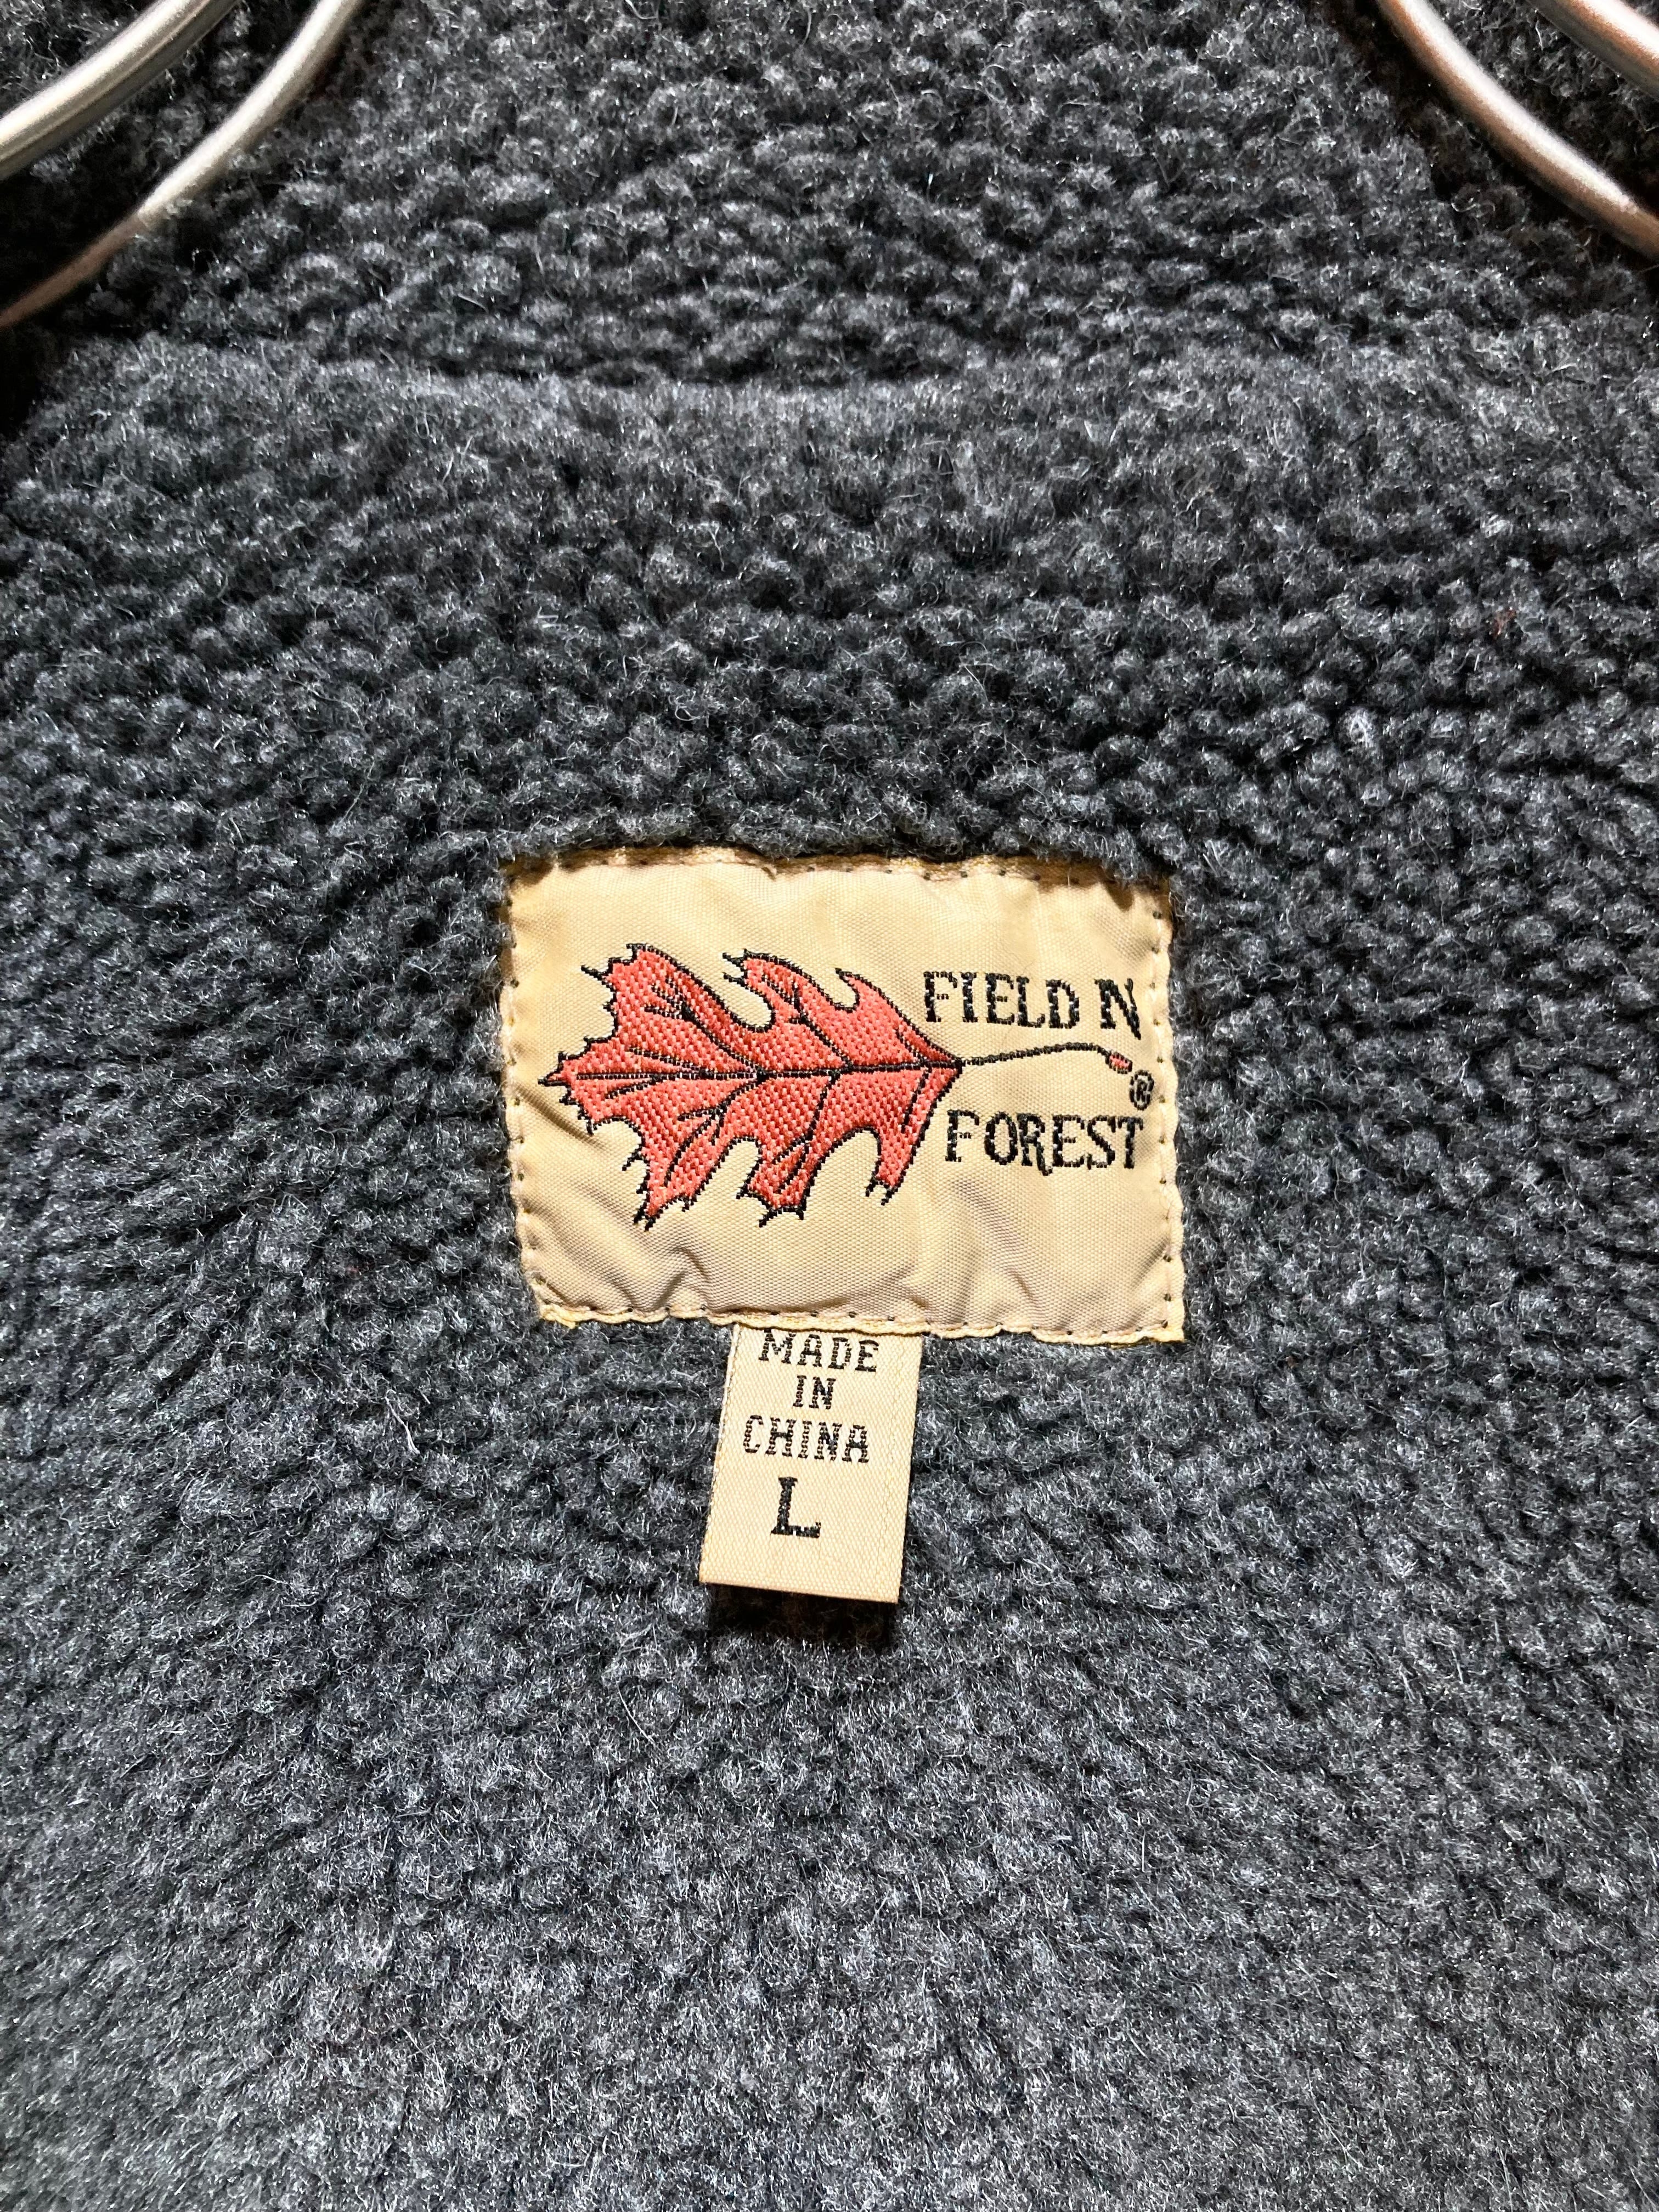 FIELD N
®
FOREST
MADE
IN
CHINA
L